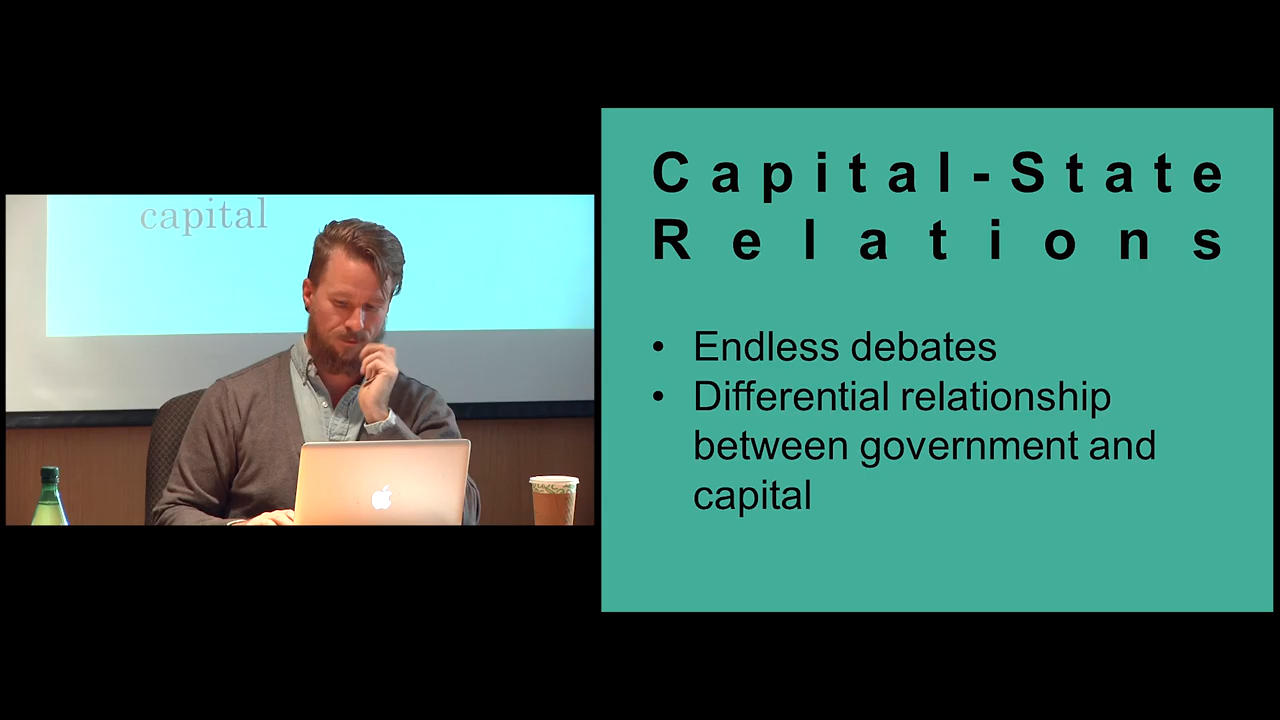 capital
Capital-State
Relations
• Endless debates
• Differential relationship
between government and
capital